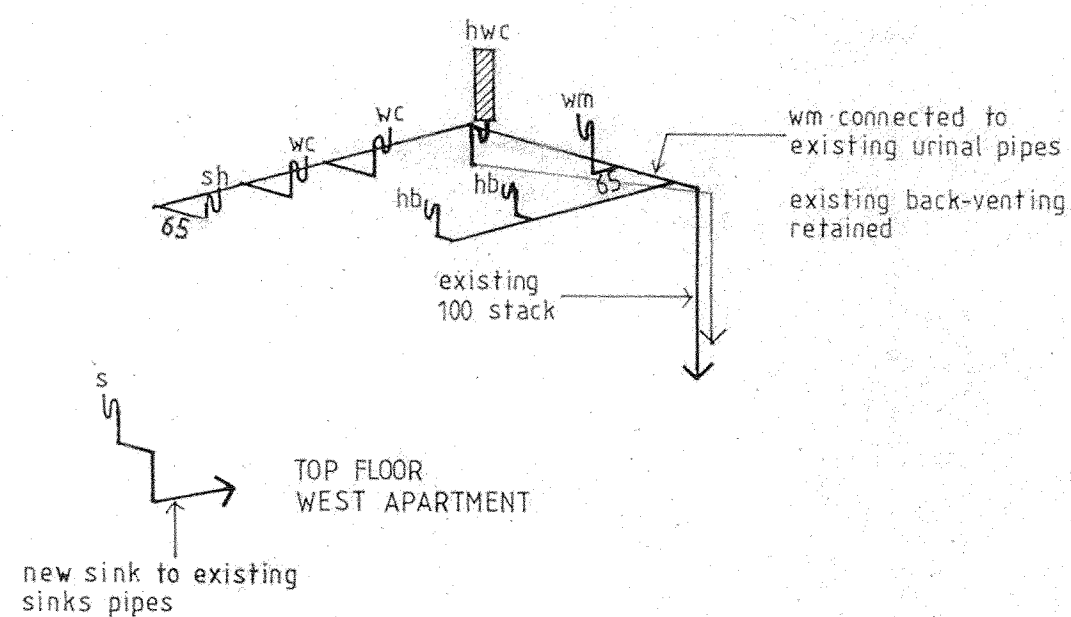 hwc
wm
wc
wc
sh
65
hb
hb
65
wm connected to
existing urinal pipes
existing back-venting
retained
existing
100 stack
s
TOP FLOOR
WEST APARTMENT
new sink to existing
sinks pipes